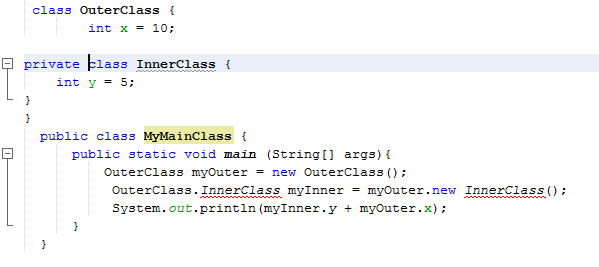 class OuterClass {
int x = 10;
private class InnerClass {
int y = 5;
}
}
public class MyMainClass {
public static void main (String[] args){
OuterClass myOuter = new OuterClass();
OuterClass.InnerClass myInner = myOuter.new InnerClass();
System.out.println(myInner.y + myOuter.x);
}
}